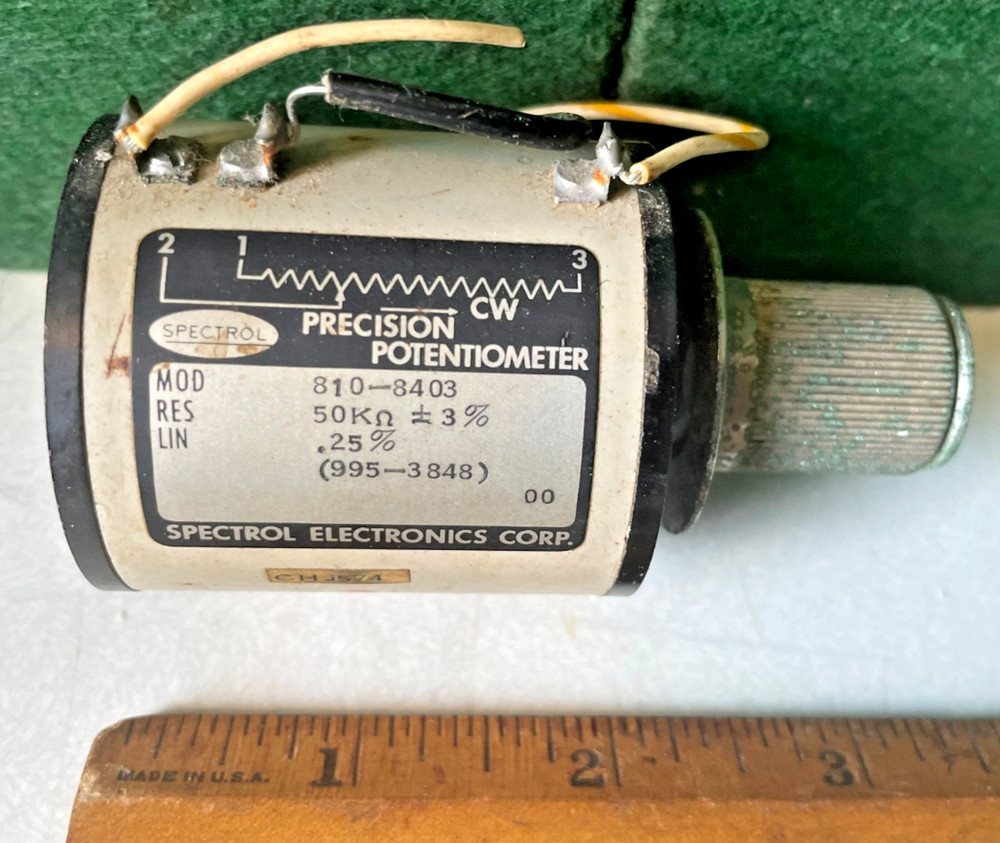 2 1 3
CW
SPECTROL
PRECISION
POTENTIOMETER
MOD 810-8403
RES 50KΩ ± 3%
LIN .25%
(995-3848)
00
SPECTROL ELECTRONICS CORP.
MADE IN U.S.A.
1 2 3